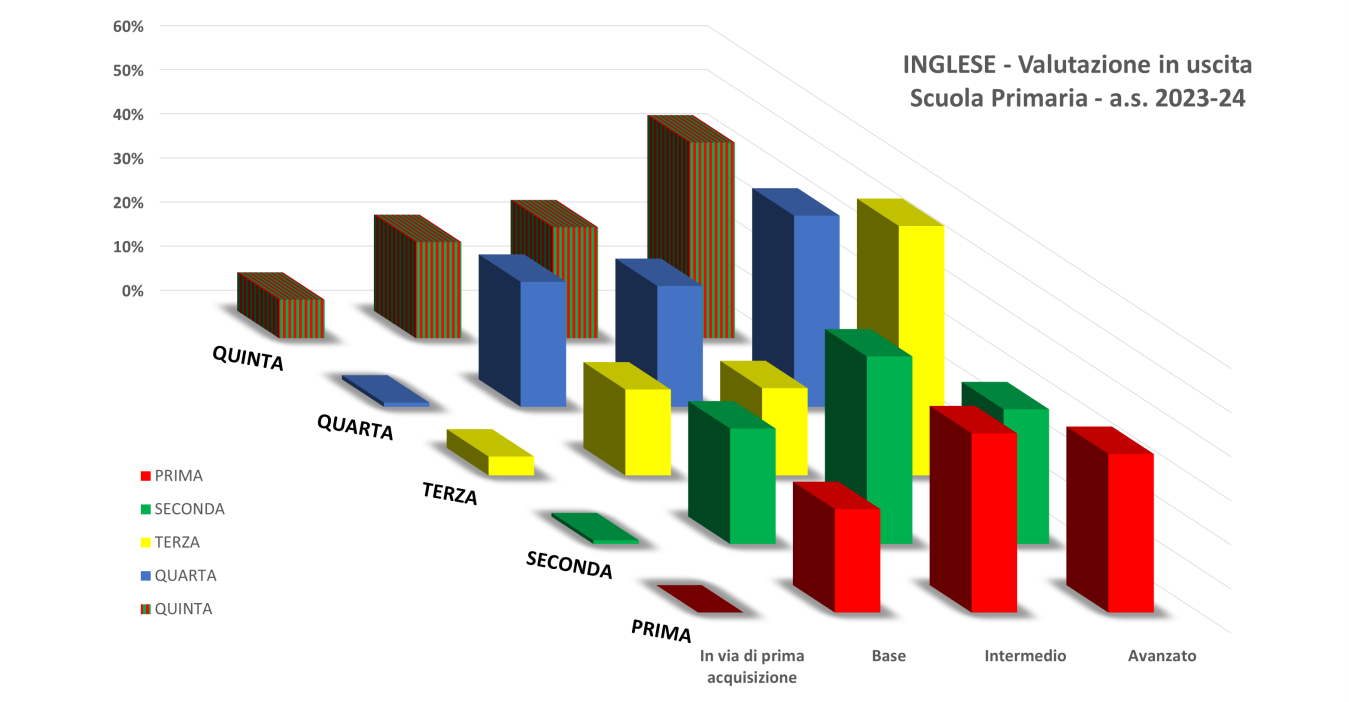 60%
50%
40%
30%
20%
10%
0%
INGLESE - Valutazione in uscita
Scuola Primaria - a.s. 2023-24
QUINTA
QUARTA
TERZA
SECONDA
PRIMA
PRIMA
SECONDA
TERZA
QUARTA
QUINTA
In via di prima
acquisizione
Base
Intermedio
Avanzato